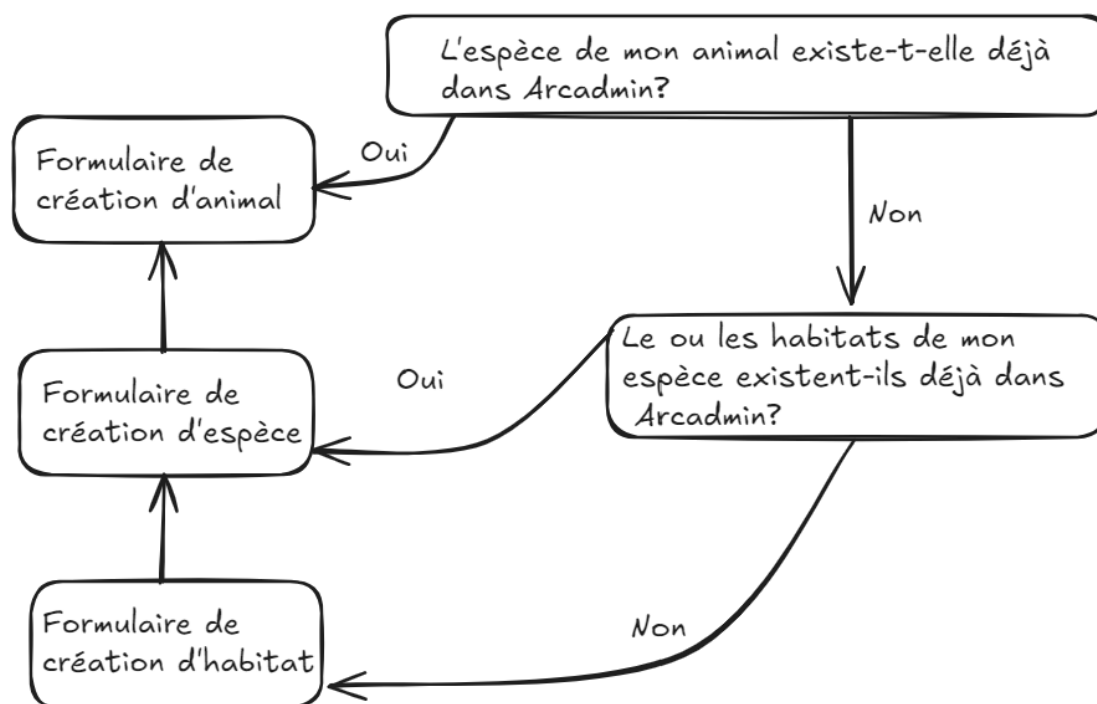 L'espèce de mon animal existe-t-elle déjà
dans Arcadmin?
Oui
Formulaire de
création d'animal
Non
Le ou les habitats de mon
espèce existent-ils déjà dans
Arcadmin?
Oui
Formulaire de
création d'espèce
Non
Formulaire de
création d'habitat